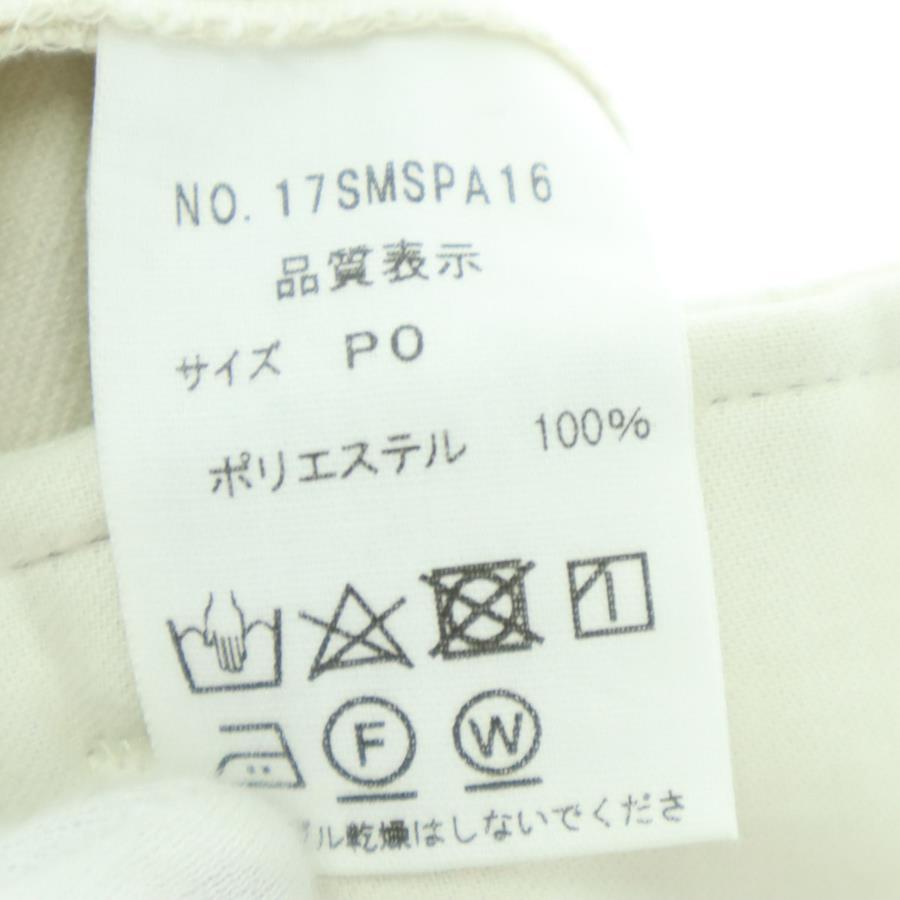 NO. 17SMSPA16
品質表示
サイズ PO
ポリエステル 100%
F W
ル乾燥はしないでくださ